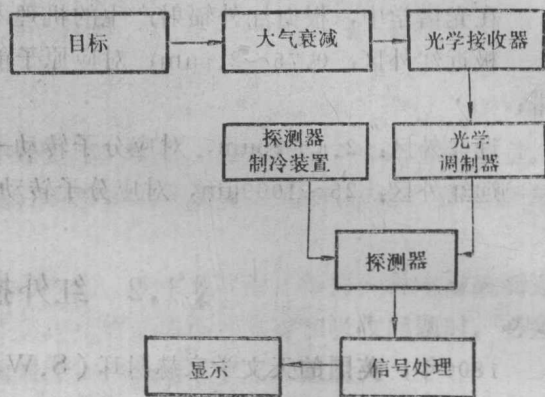 目标
大气衰减
光学接收器
探测器
制冷装置
光学
调制器
探测器
显示
信号处理